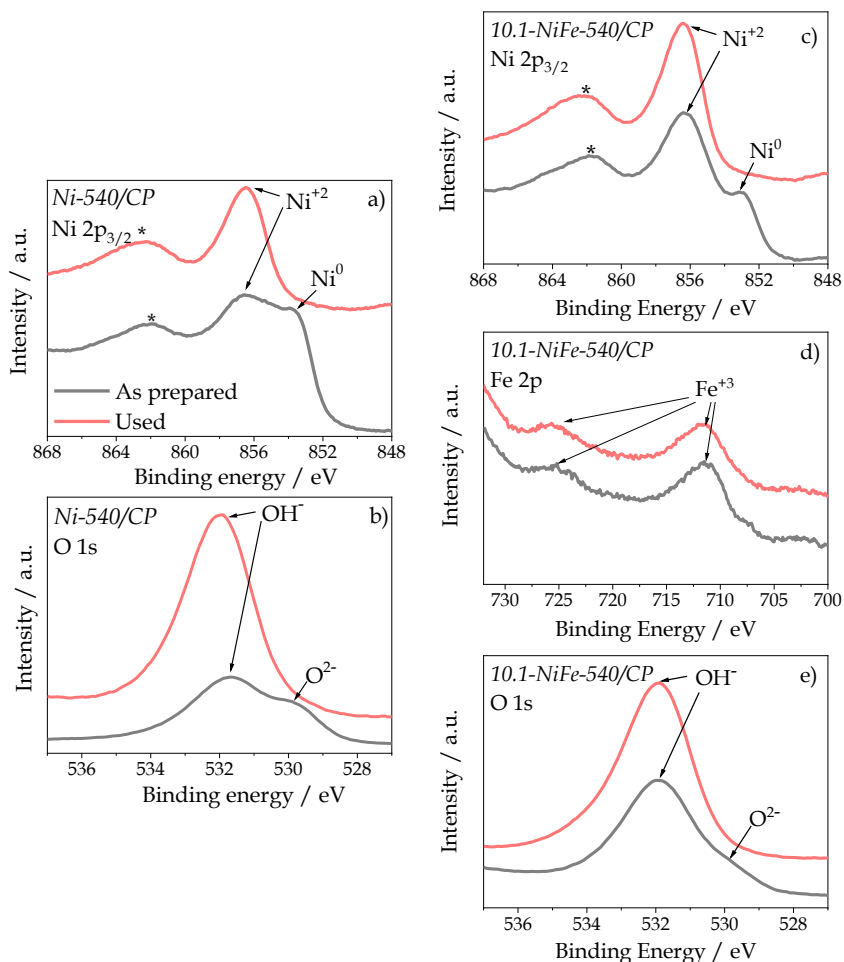 Ni-540/CP
Ni 2p3/2
a)
*
*
Ni+2
Ni0
As prepared
Used
Intensity / a.u.
868 864 860 856 852 848
Binding energy / eV
Ni-540/CP
O 1s
b)
OH-
O2-
Intensity / a.u.
536 534 532 530 528
Binding energy / eV
10.1-NiFe-540/CP
Ni 2p3/2
c)
*
*
Ni+2
Ni0
Intensity / a.u.
868 864 860 856 852 848
Binding Energy / eV
10.1-NiFe-540/CP
Fe 2p
d)
Fe+3
Intensity / a.u.
730 725 720 715 710 705 700
Binding Energy / eV
10.1-NiFe-540/CP
O 1s
e)
OH-
O2-
Intensity / a.u.
536 534 532 530 528
Binding Energy / eV